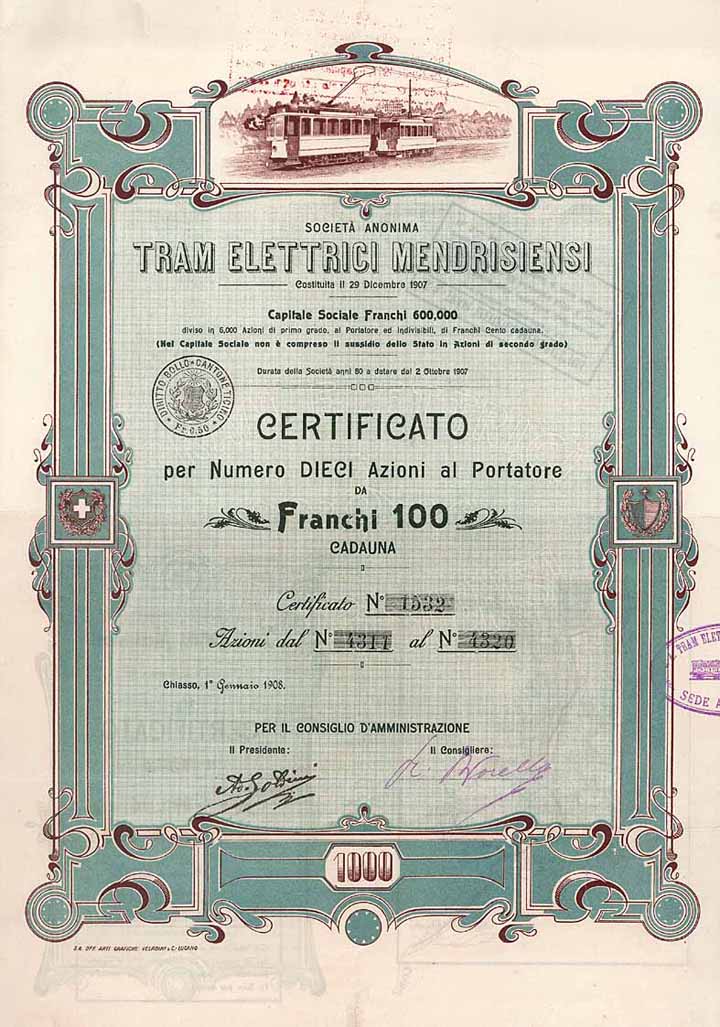 SOCIETÀ ANONIMA
TRAM ELETTRICI MENDRISIENSI
Costituita il 29 Dicembre 1907
Capitale Sociale Franchi 600,000
diviso in 6,000 Azioni di primo grado, al Portatore ed indivisibili, di Franchi Cento cadauna.
(Nel Capitale Sociale non è compreso il sussidio dello Stato in Azioni di secondo grado)
Durata della Società anni 80 a datare dal 2 Ottobre 1907
DIRITTO BOLLO * CANTONE TICINO *
Fr. 0.50
CERTIFICATO
per Numero DIECI Azioni al Portatore
DA
Franchi 100
CADAUNA
Certificato N° 1532
Azioni dal N° 4311 al N° 4320
TRAM ELET
SEDE
Chiasso, 1° Gennaio 1908.
PER IL CONSIGLIO D'AMMINISTRAZIONE
Il Presidente: Il Consigliere:
1000
S.A. OFF. ARTI GRAFICHE VELADINI & C.-LUGANO